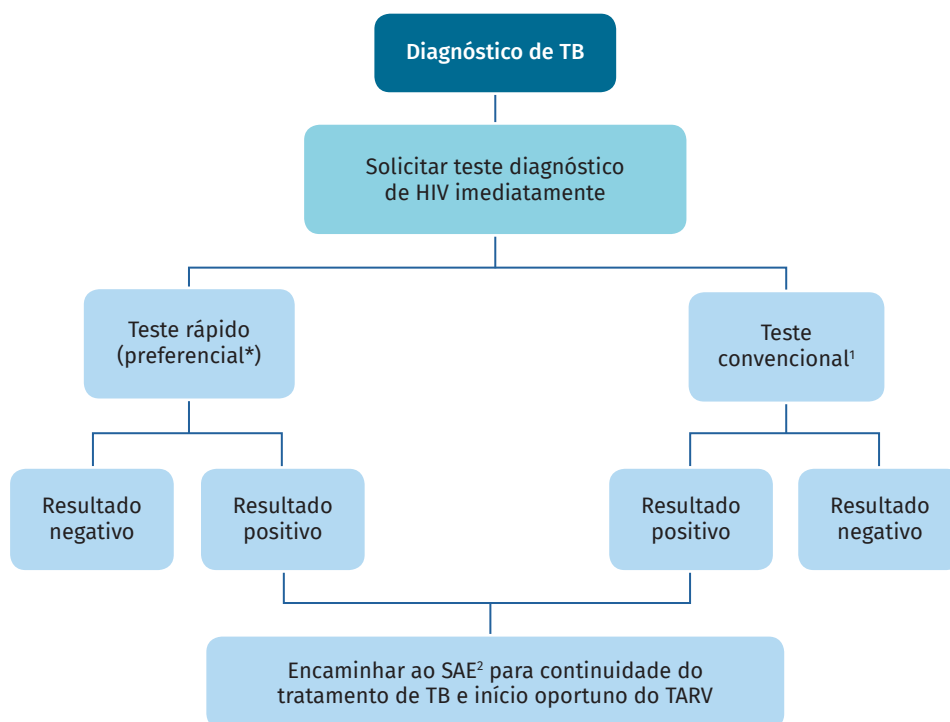 Diagnóstico de TB
Solicitar teste diagnóstico
de HIV imediatamente
Teste rápido
(preferencial*)
Teste
convencional¹
Resultado
negativo
Resultado
positivo
Resultado
positivo
Resultado
negativo
Encaminhar ao SAE² para continuidade do
tratamento de TB e início oportuno do TARV